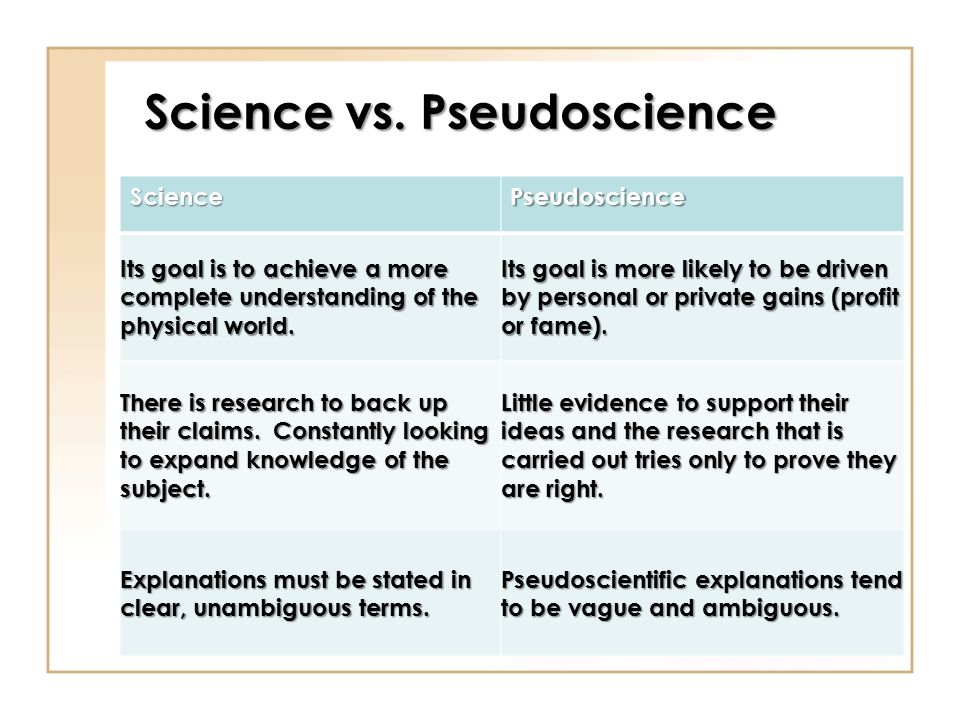 Science vs. Pseudoscience
Science
Pseudoscience
Its goal is to achieve a more
complete understanding of the
physical world.
Its goal is more likely to be driven
by personal or private gains (profit
or fame).
There is research to back up
their claims.  Constantly looking
to expand knowledge of the
subject.
Little evidence to support their
ideas and the research that is
carried out tries only to prove they
are right.
Explanations must be stated in
clear, unambiguous terms.
Pseudoscientific explanations tend
to be vague and ambiguous.